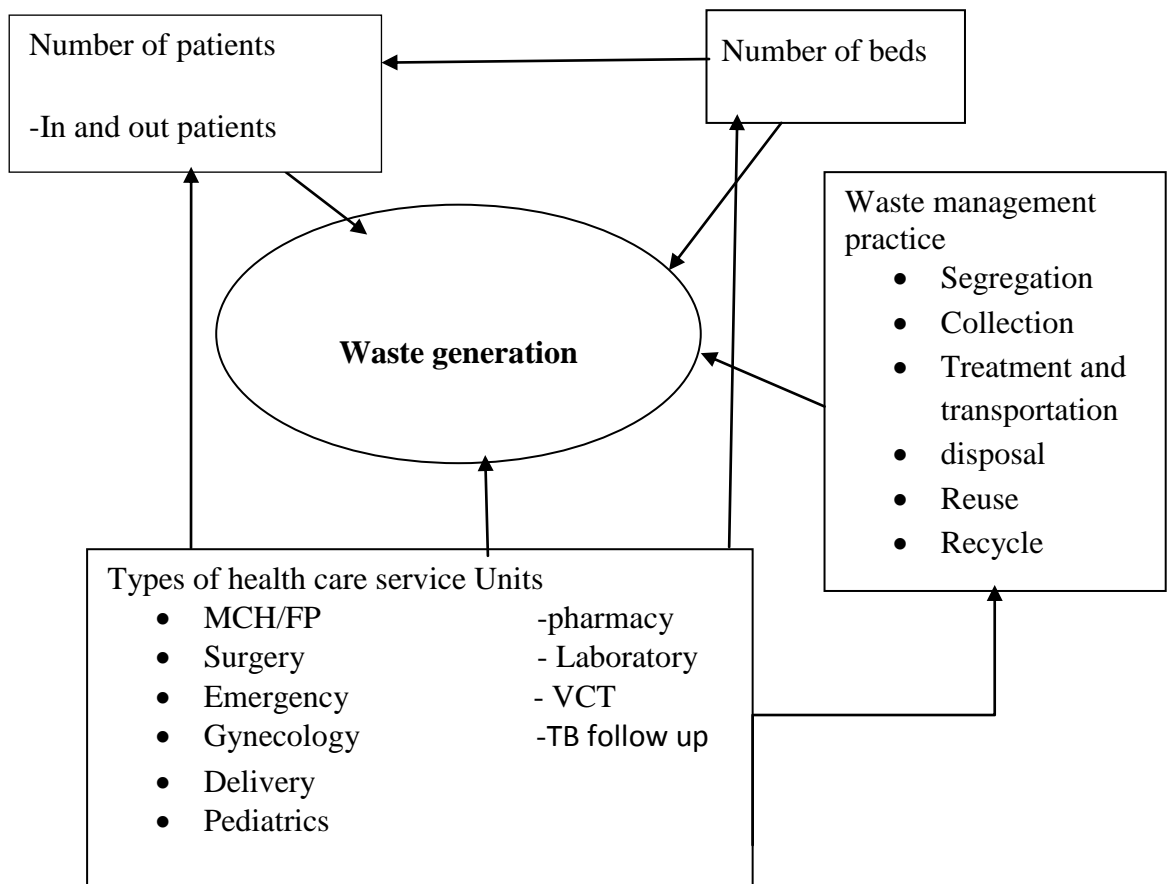 Number of patients
-In and out patients
Number of beds
Waste management
practice
• Segregation
• Collection
• Treatment and
transportation
• disposal
• Reuse
• Recycle
Waste generation
Types of health care service Units
• MCH/FP -pharmacy
• Surgery - Laboratory
• Emergency - VCT
• Gynecology -TB follow up
• Delivery
• Pediatrics